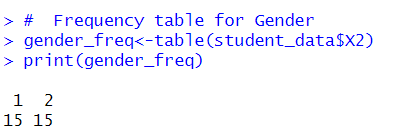 > #  Frequency table for Gender
> gender_freq<-table(student_data$X2)
> print(gender_freq)

 1  2
15 15